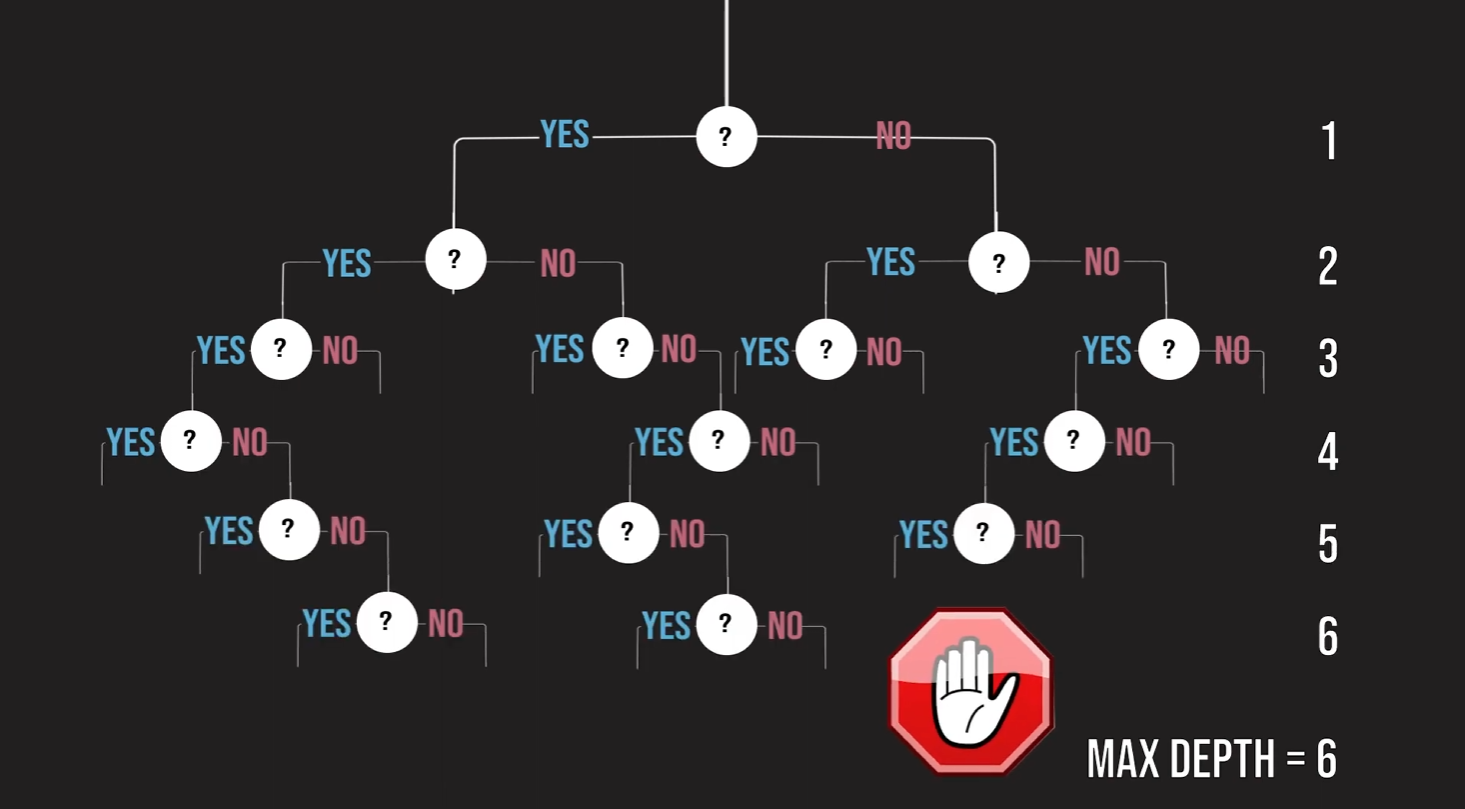 YES ? NO 1
YES ? NO YES ? NO 2
YES ? NO YES ? NO YES ? NO YES ? NO 3
YES ? NO YES ? NO YES ? NO 4
YES ? NO YES ? NO YES ? NO 5
YES ? NO YES ? NO 6
MAX DEPTH = 6